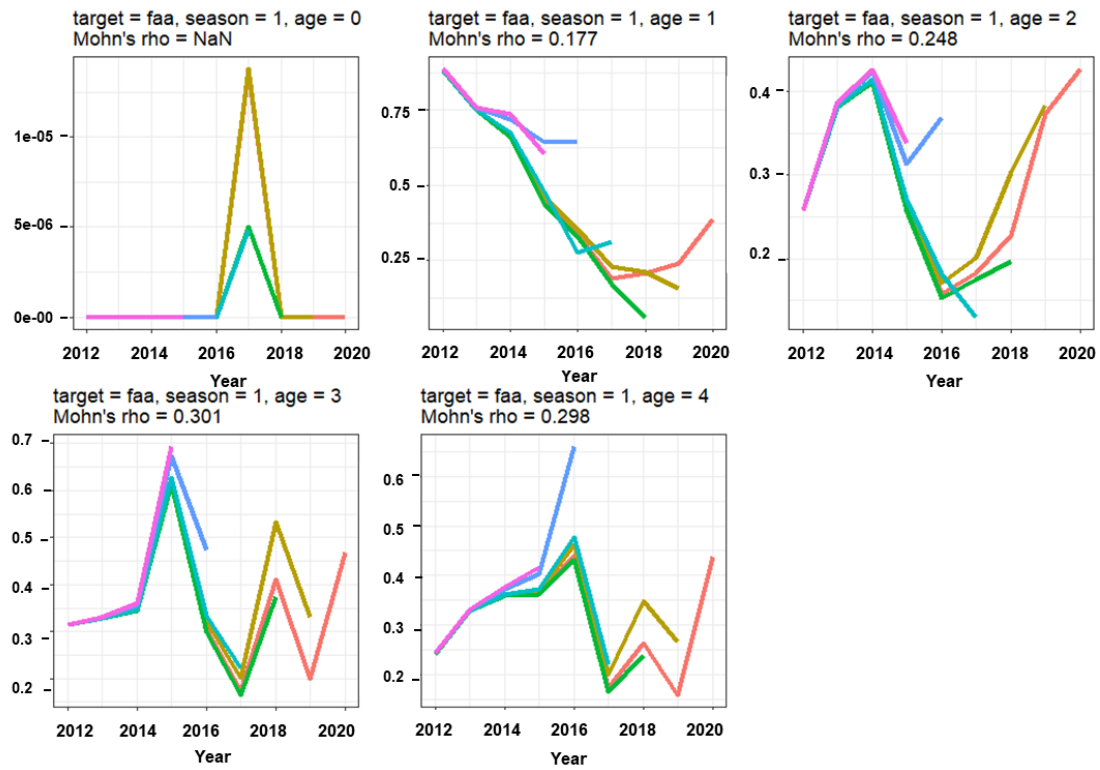 target = faa, season = 1, age = 0
Mohn's rho = NaN
1e-05
5e-06
0e-00
2012 2014 2016 2018 2020
Year
target = faa, season = 1, age = 1
Mohn's rho = 0.177
0.75
0.5
0.25
2012 2014 2016 2018 2020
Year
target = faa, season = 1, age = 2
Mohn's rho = 0.248
0.4
0.3
0.2
2012 2014 2016 2018 2020
Year
target = faa, season = 1, age = 3
Mohn's rho = 0.301
0.7
0.6
0.5
0.4
0.3
0.2
2012 2014 2016 2018 2020
Year
target = faa, season = 1, age = 4
Mohn's rho = 0.298
0.6
0.5
0.4
0.3
0.2
2012 2014 2016 2018 2020
Year